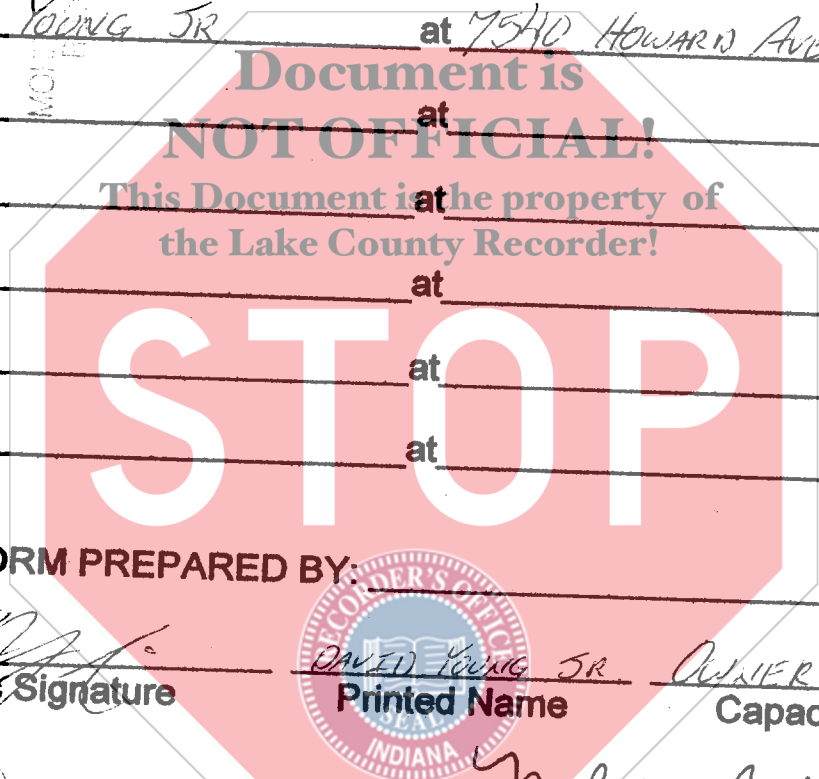 YOUNG JR. at 7540 HOWARD AVE
Document is
at
NOT OFFICIAL!
This Document is the property of
at
the Lake County Recorder!
at
STOP
at
at
ORM PREPARED BY:
DAVID YOUNG JR OWNER
Signature Printed Name Capac
RECORDER'S OFFICE
SEAL
INDIANA